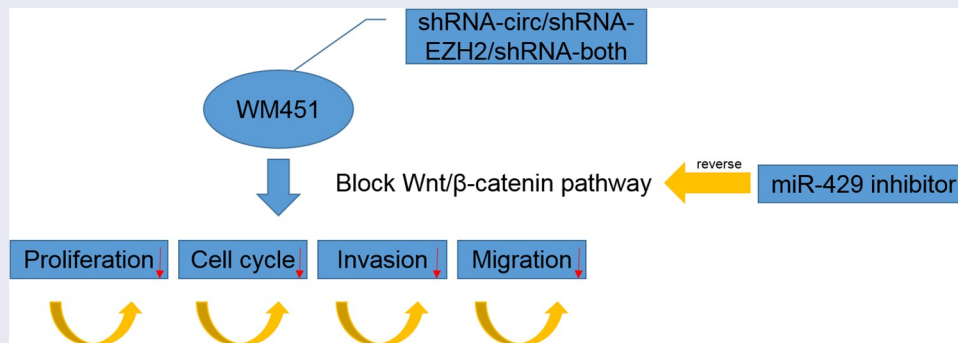 shRNA-circ/shRNA-
EZH2/shRNA-both
WM451
Block Wnt/β-catenin pathway
reverse
miR-429 inhibitor
Proliferation
Cell cycle
Invasion
Migration